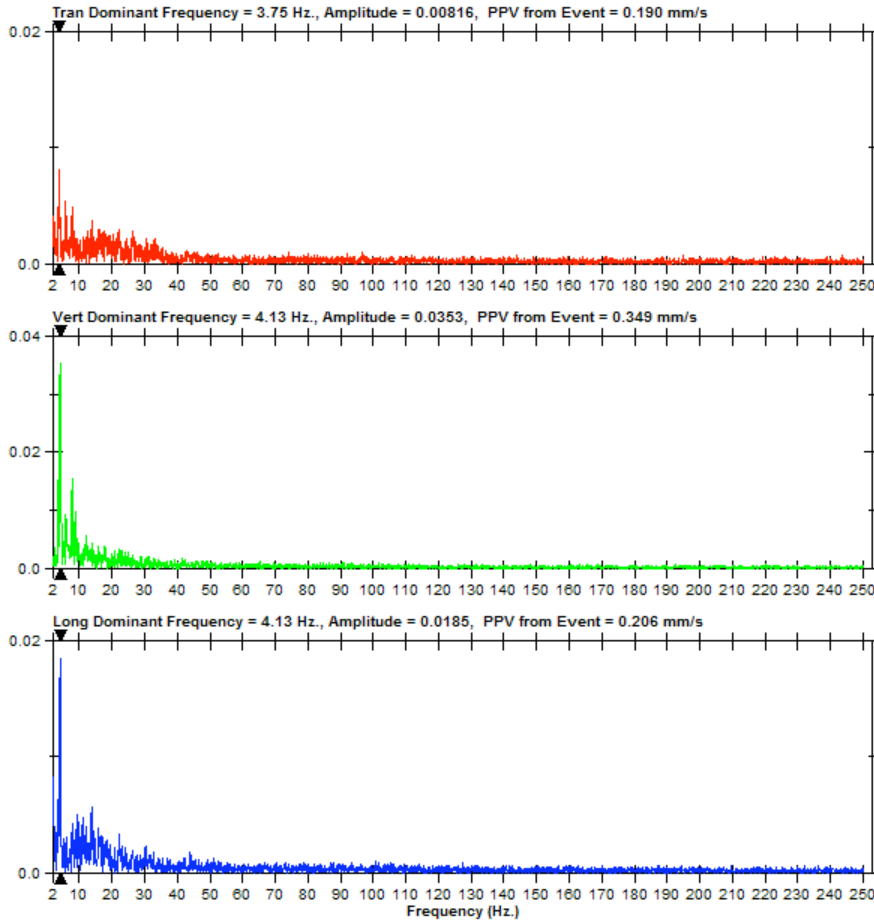 Tran Dominant Frequency = 3.75 Hz., Amplitude = 0.00816, PPV from Event = 0.190 mm/s
0.02
0.0
2 10 20 30 40 50 60 70 80 90 100 110 120 130 140 150 160 170 180 190 200 210 220 230 240 250
Vert Dominant Frequency = 4.13 Hz., Amplitude = 0.0353, PPV from Event = 0.349 mm/s
0.04
0.02
0.0
2 10 20 30 40 50 60 70 80 90 100 110 120 130 140 150 160 170 180 190 200 210 220 230 240 250
Long Dominant Frequency = 4.13 Hz., Amplitude = 0.0185, PPV from Event = 0.206 mm/s
0.02
0.0
2 10 20 30 40 50 60 70 80 90 100 110 120 130 140 150 160 170 180 190 200 210 220 230 240 250
Frequency (Hz.)